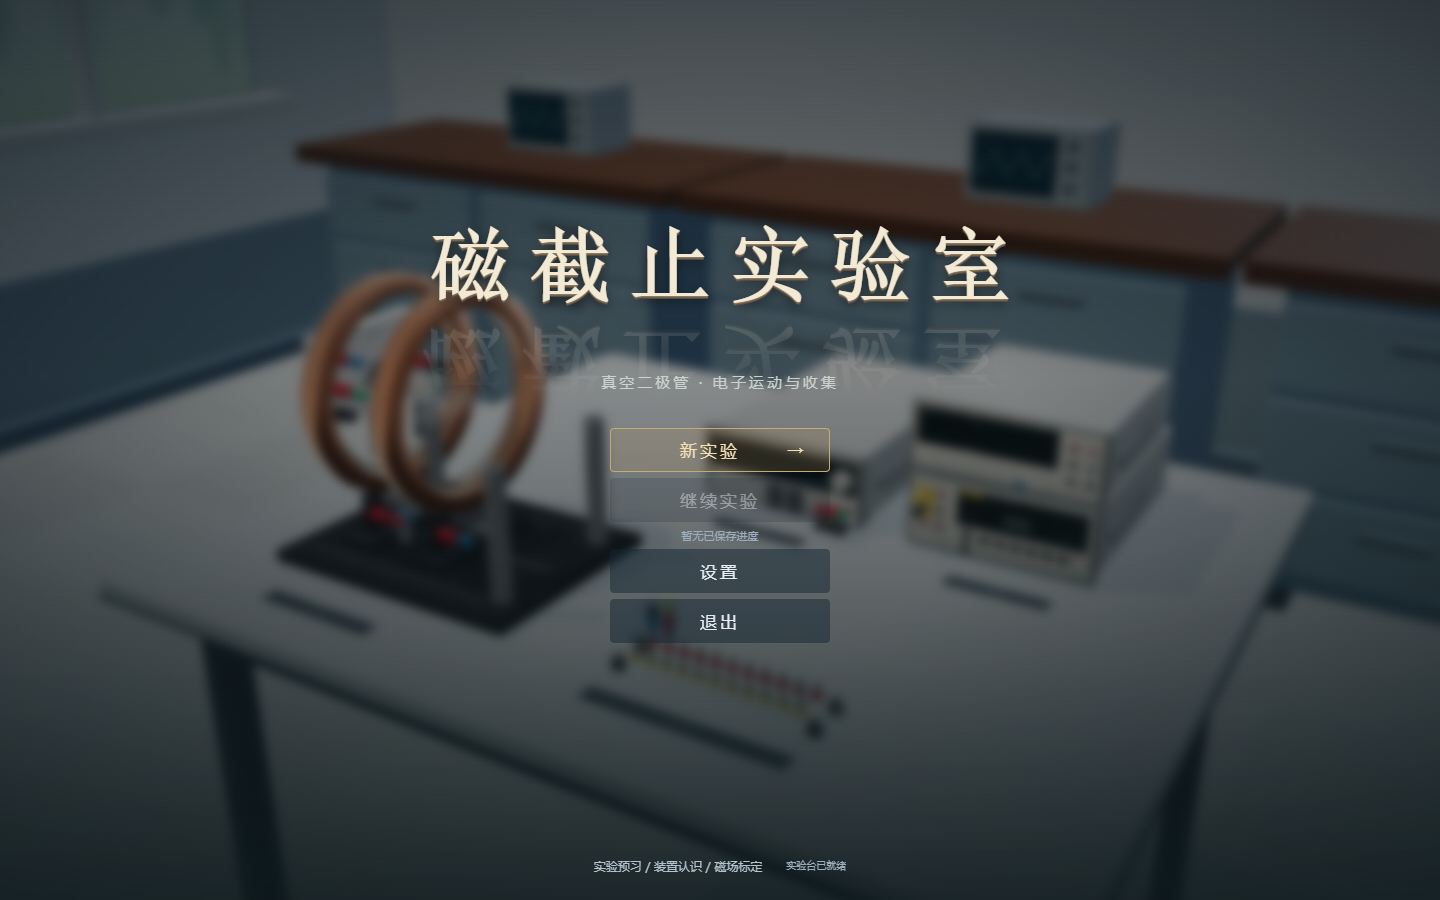 磁截止实验室
真空二极管 · 电子运动与收集
新实验 →
继续实验
暂无已保存进度
设置
退出
实验预习 / 装置认识 / 磁场标定 实验台已就绪